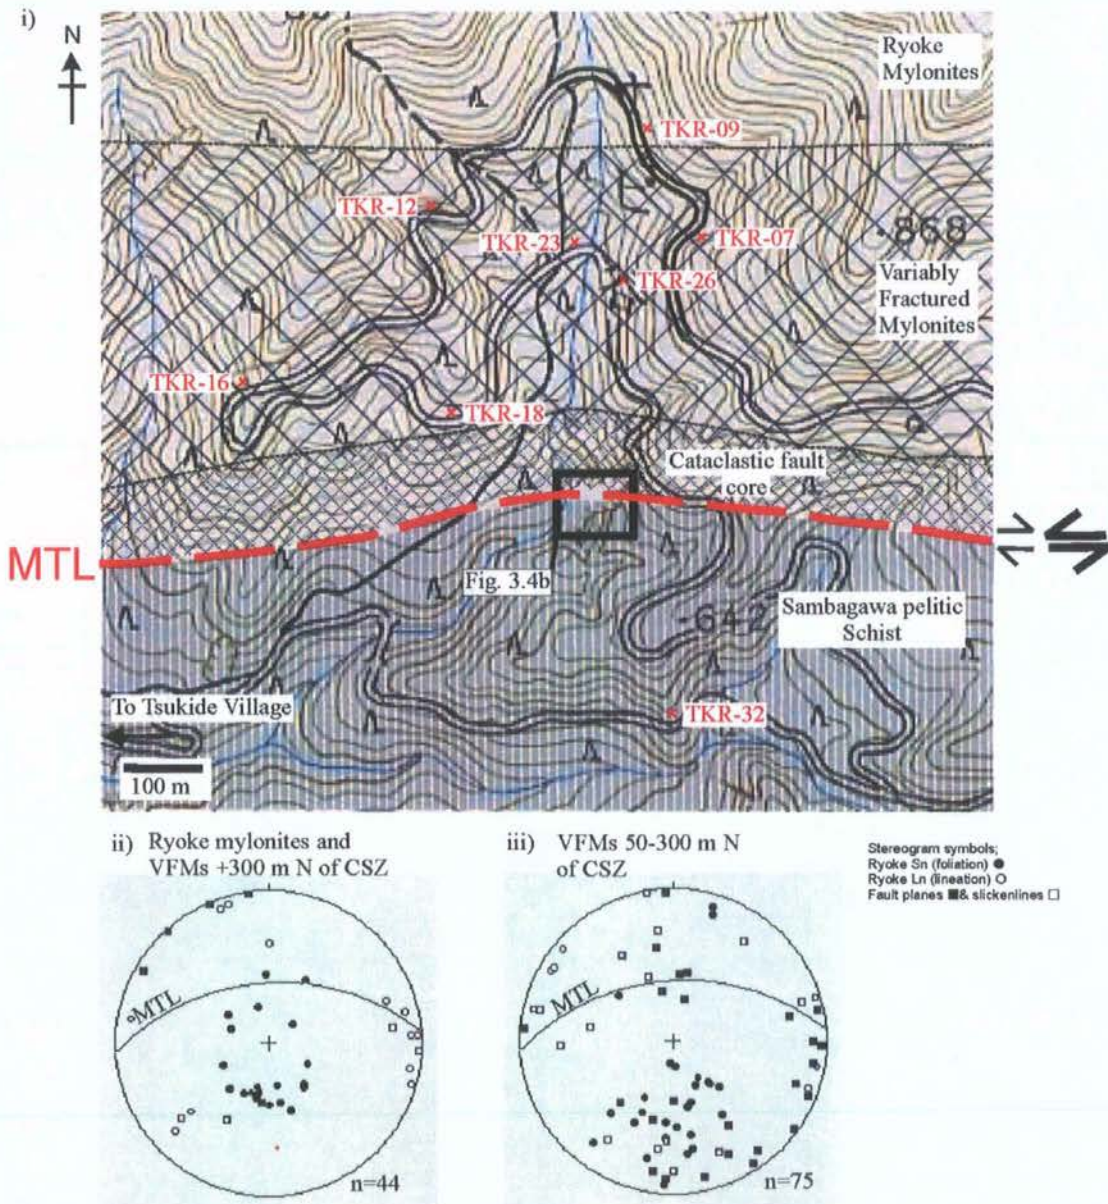 i)
N
Ryoke
Mylonites
TKR-09
TKR-12
TKR-23
TKR-07
868
TKR-26
Variably
Fractured
Mylonites
TKR-16
TKR-18
Cataclastic fault
core
MTL
Fig. 3.4b
642
Sambagawa pelitic
Schist
To Tsukide Village
TKR-32
100 m
ii) Ryoke mylonites and
VFMs +300 m N of CSZ
MTL
n=44
iii) VFMs 50-300 m N
of CSZ
MTL
n=75
Stereogram symbols;
Ryoke Sn (foliation) ●
Ryoke Ln (lineation) ○
Fault planes ■ & slickenlines □